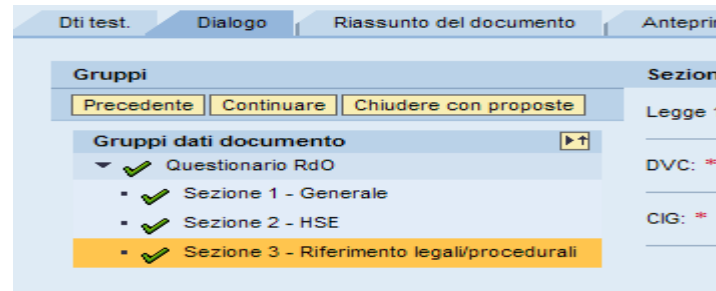 Dti test. Dialogo Riassunto del documento
Gruppi
Precedente Continuare Chiudere con proposte
Gruppi dati documento
Questionario RdO
Sezione 1 - Generale
Sezione 2 - HSE
Sezione 3 - Riferimento legali/procedurali
Legge
DVC: *
CIG: *